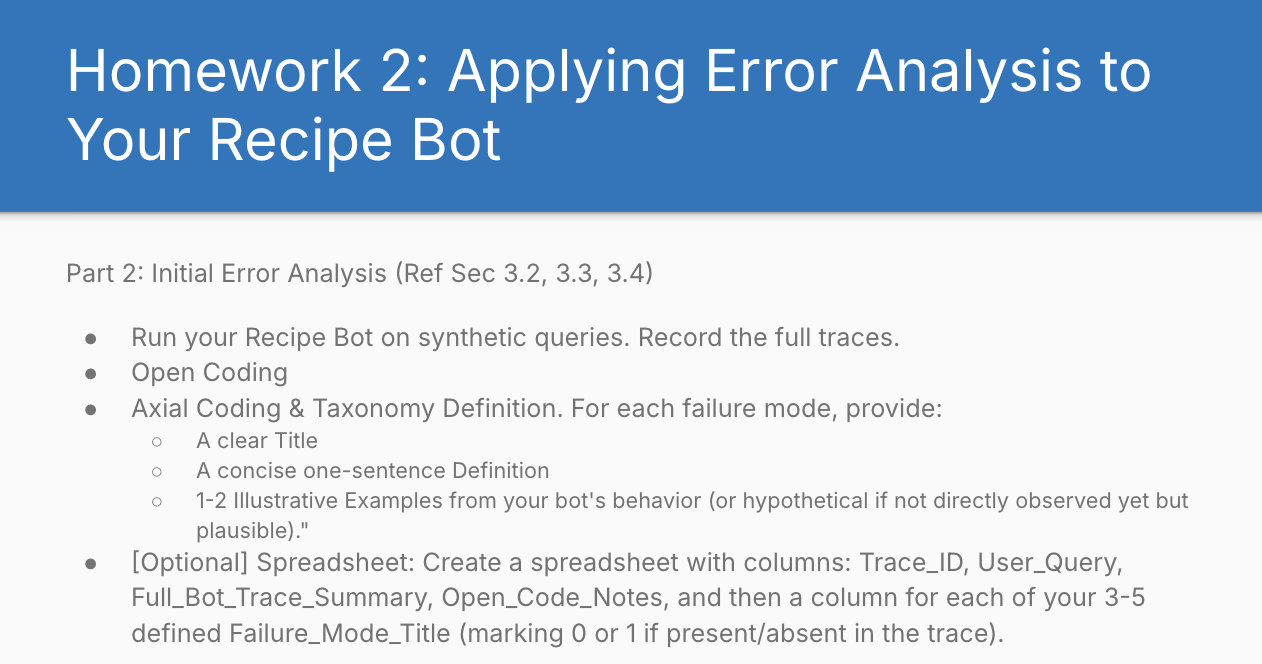 Homework 2: Applying Error Analysis to
Your Recipe Bot
Part 2: Initial Error Analysis (Ref Sec 3.2, 3.3, 3.4)
● Run your Recipe Bot on synthetic queries. Record the full traces.
● Open Coding
● Axial Coding & Taxonomy Definition. For each failure mode, provide:
○ A clear Title
○ A concise one-sentence Definition
○ 1-2 Illustrative Examples from your bot's behavior (or hypothetical if not directly observed yet but
plausible)."
● [Optional] Spreadsheet: Create a spreadsheet with columns: Trace_ID, User_Query,
Full_Bot_Trace_Summary, Open_Code_Notes, and then a column for each of your 3-5
defined Failure_Mode_Title (marking 0 or 1 if present/absent in the trace).